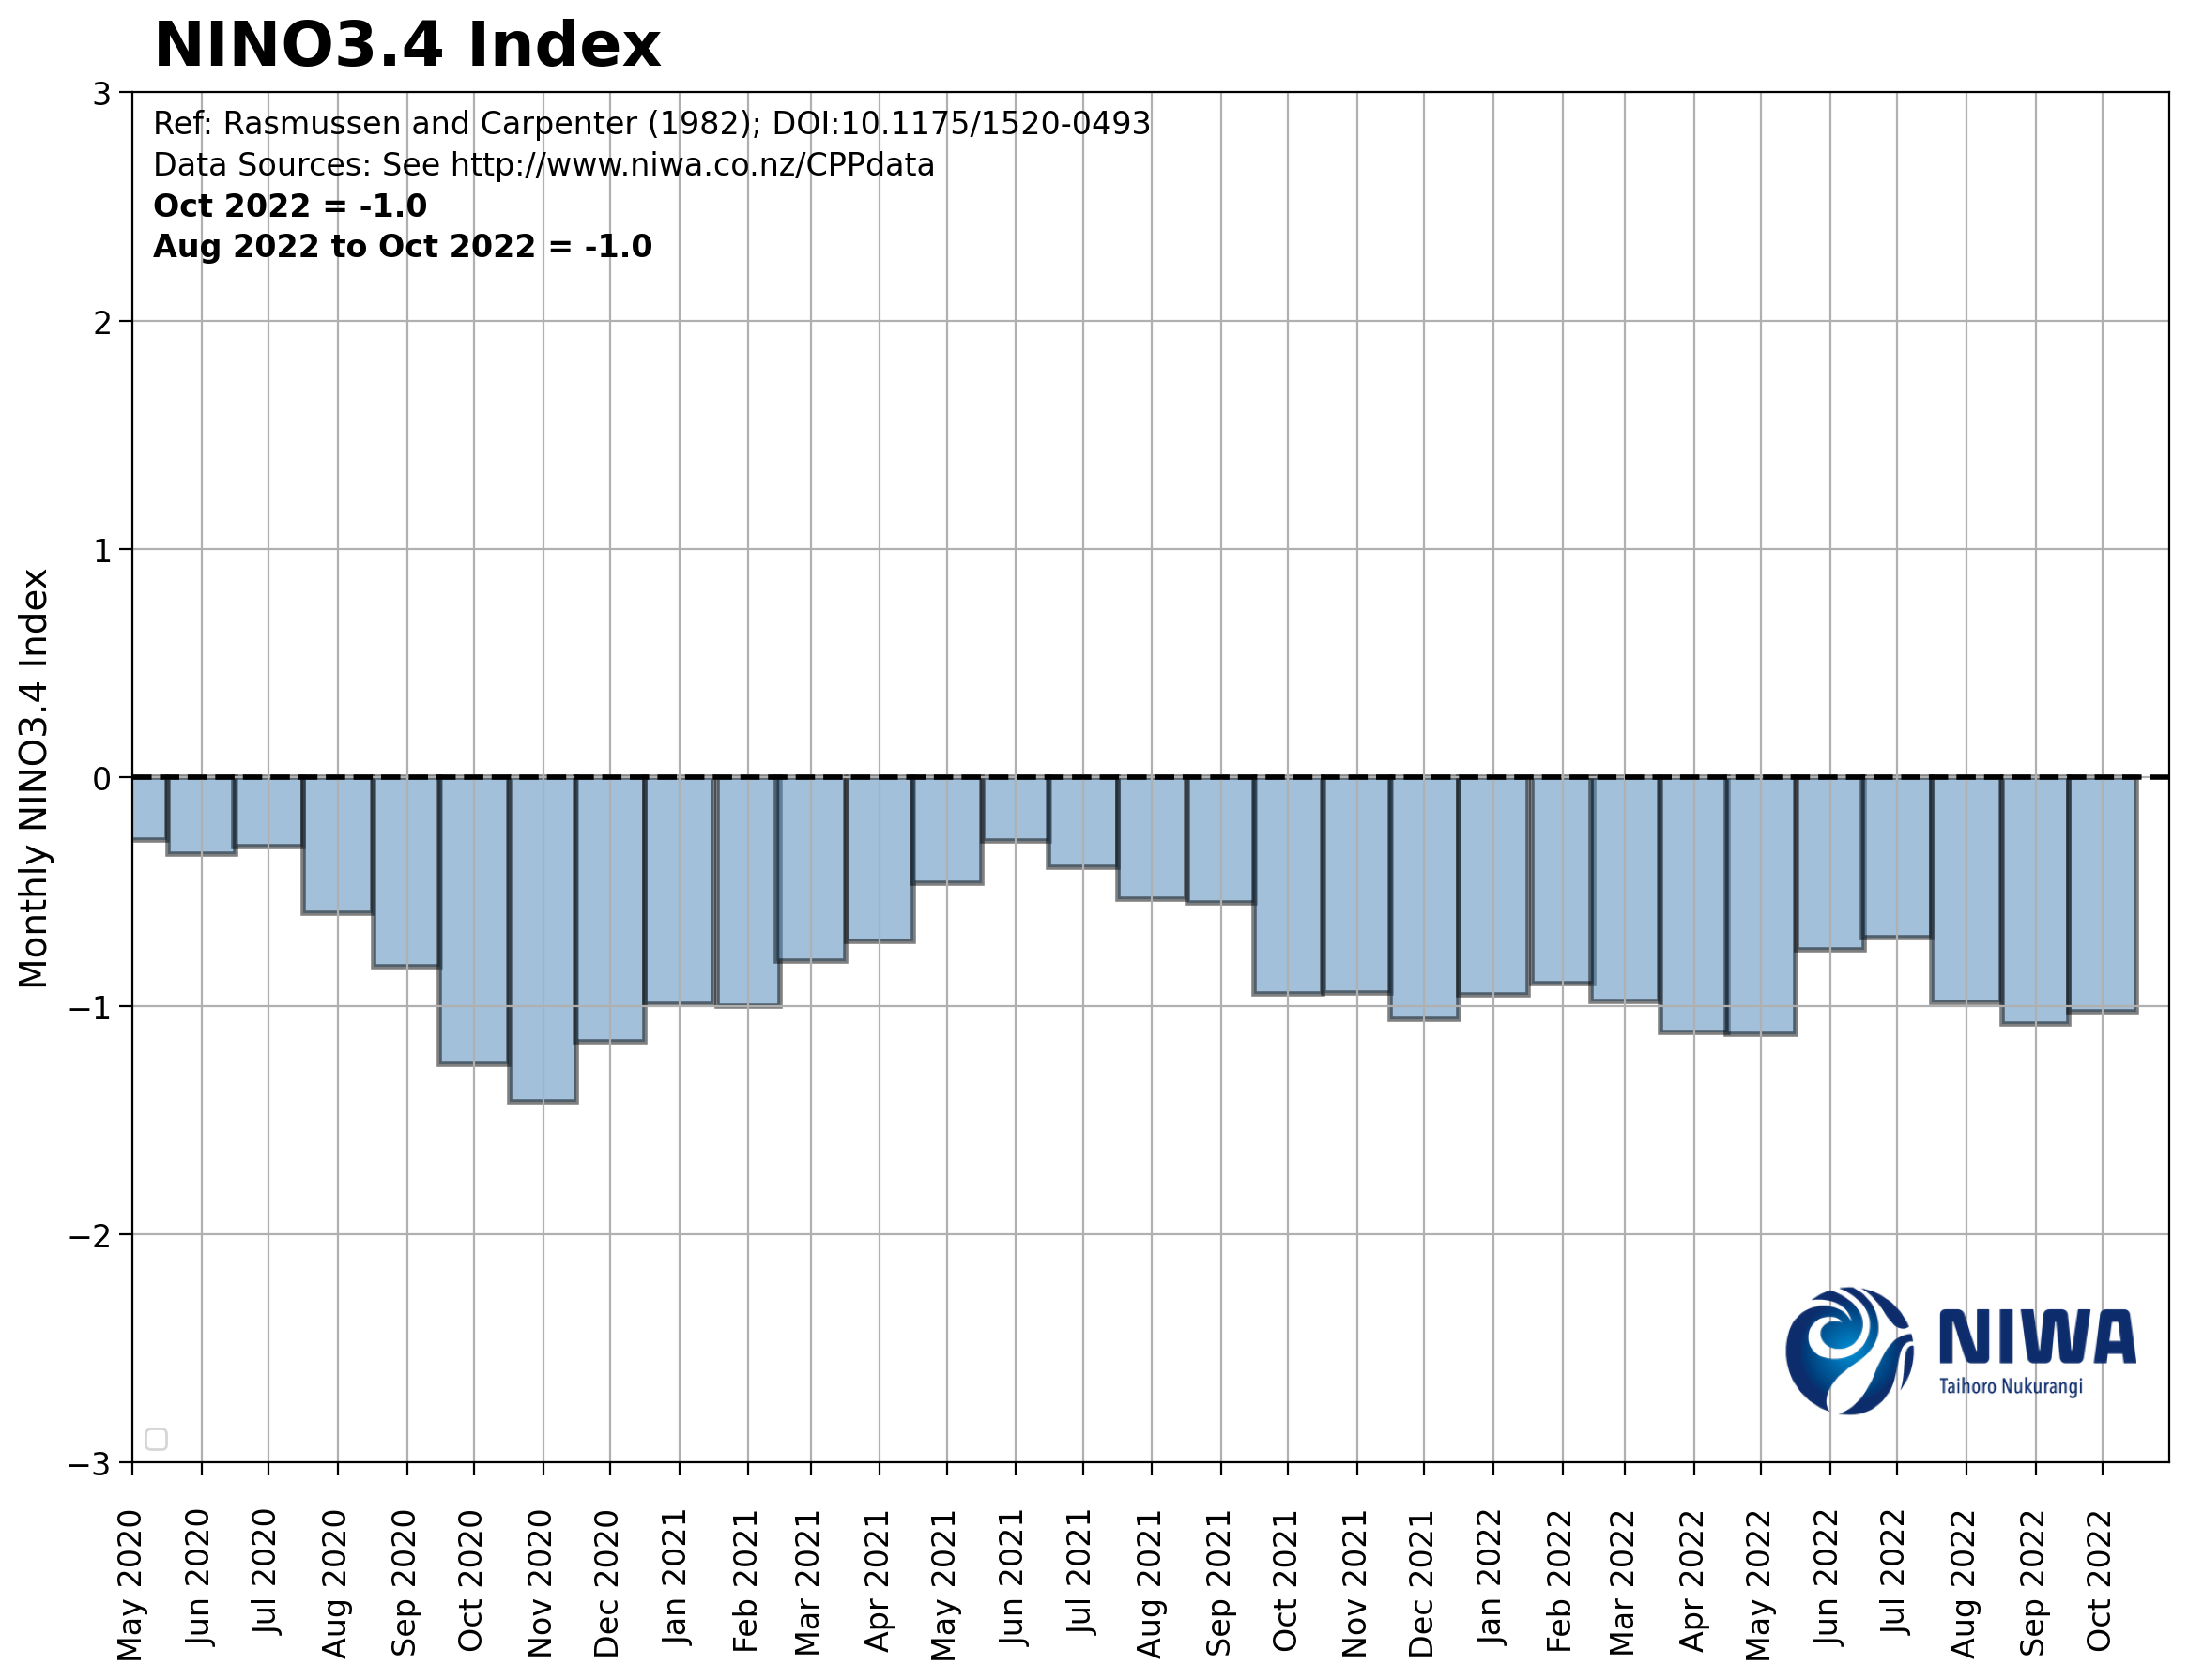 NINO3.4 Index
Ref: Rasmussen and Carpenter (1982); DOI:10.1175/1520-0493
Data Sources: See http://www.niwa.co.nz/CPPdata
Oct 2022 = -1.0
Aug 2022 to Oct 2022 = -1.0
Monthly NINO3.4 Index
3
2
1
0
−1
−2
−3
NIWA
Taihoro Nukurangi
May 2020
Jun 2020
Jul 2020
Aug 2020
Sep 2020
Oct 2020
Nov 2020
Dec 2020
Jan 2021
Feb 2021
Mar 2021
Apr 2021
May 2021
Jun 2021
Jul 2021
Aug 2021
Sep 2021
Oct 2021
Nov 2021
Dec 2021
Jan 2022
Feb 2022
Mar 2022
Apr 2022
May 2022
Jun 2022
Jul 2022
Aug 2022
Sep 2022
Oct 2022